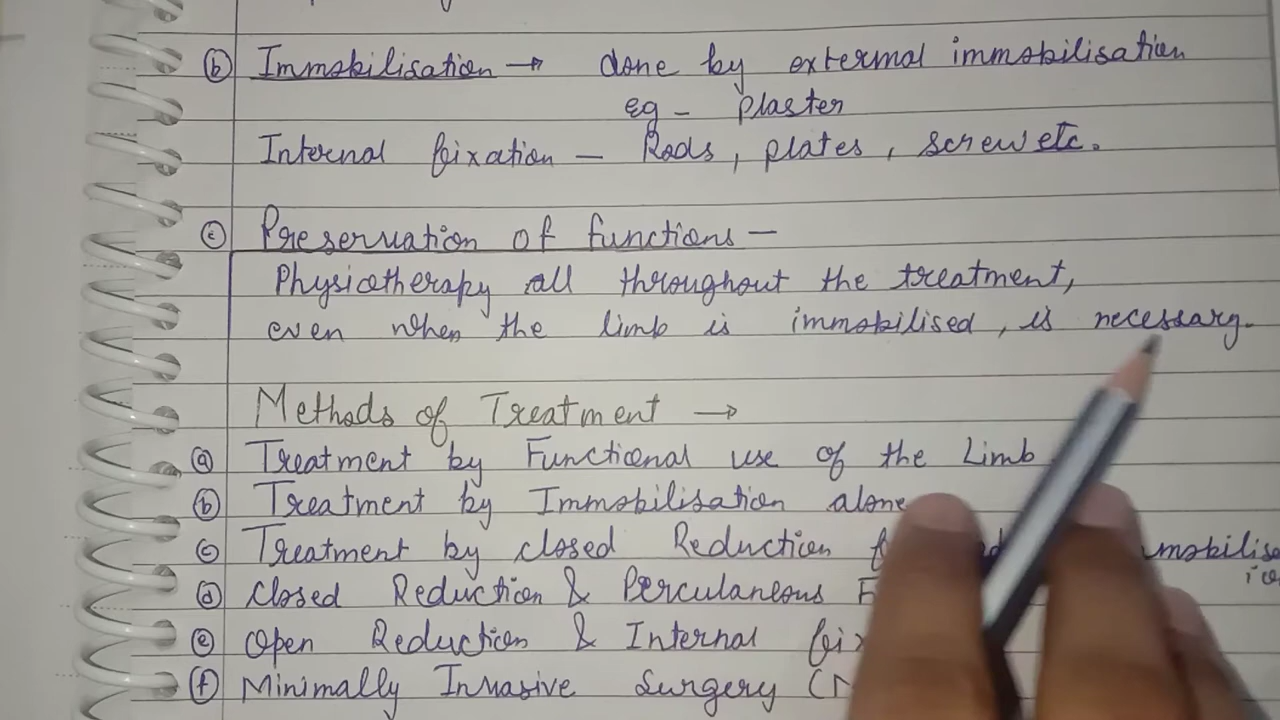 (b) Immobilisation → done by external immobilisation
eg - plaster
Internal fixation - Rods, plates, screw etc.
(c) Preservation of functions -
Physiotherapy all throughout the treatment,
even when the limb is immobilised, is necessary.
Methods of Treatment →
(a) Treatment by Functional use of the Limb
(b) Treatment by Immobilisation alone
(c) Treatment by closed Reduction
(d) Closed Reduction & Perculaneous
(e) Open Reduction & Internal
(f) Minimally Invasive Surgery